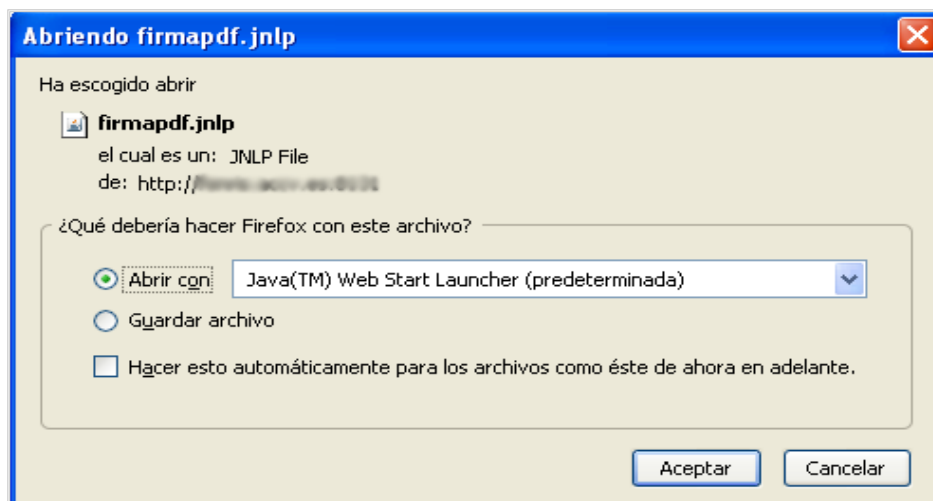 Abriendo firmapdf.jnlp
Ha escogido abrir
firmapdf.jnlp
el cual es un: JNLP File
de: http://
¿Qué debería hacer Firefox con este archivo?
Abrir con Java(TM) Web Start Launcher (predeterminada)
Guardar archivo
Hacer esto automáticamente para los archivos como éste de ahora en adelante.
Aceptar Cancelar